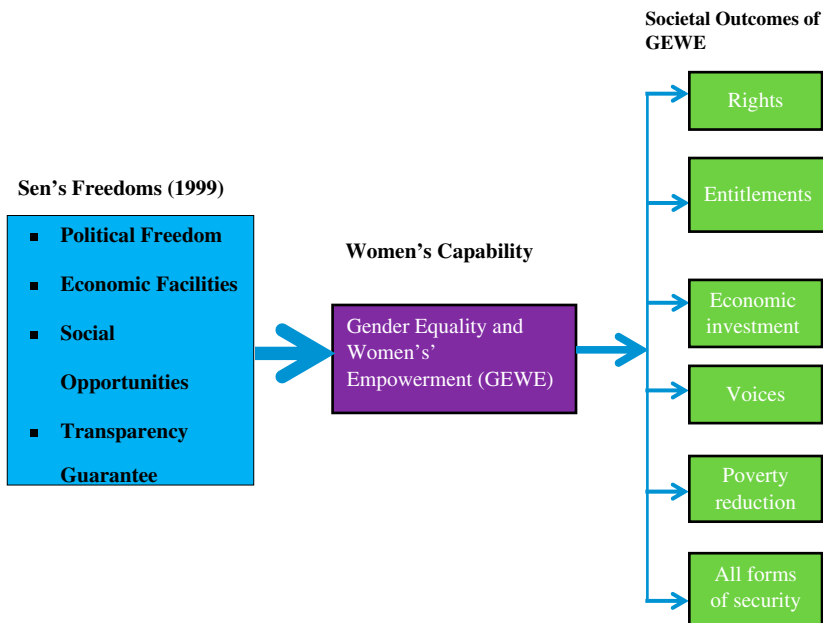 Sen’s Freedoms (1999)
▪ Political Freedom
▪ Economic Facilities
▪ Social
Opportunities
▪ Transparency
Guarantee
Women’s Capability
Gender Equality and
Women's’
Empowerment (GEWE)
Societal Outcomes of
GEWE
Rights
Entitlements
Economic
investment
Voices
Poverty
reduction
All forms
of security